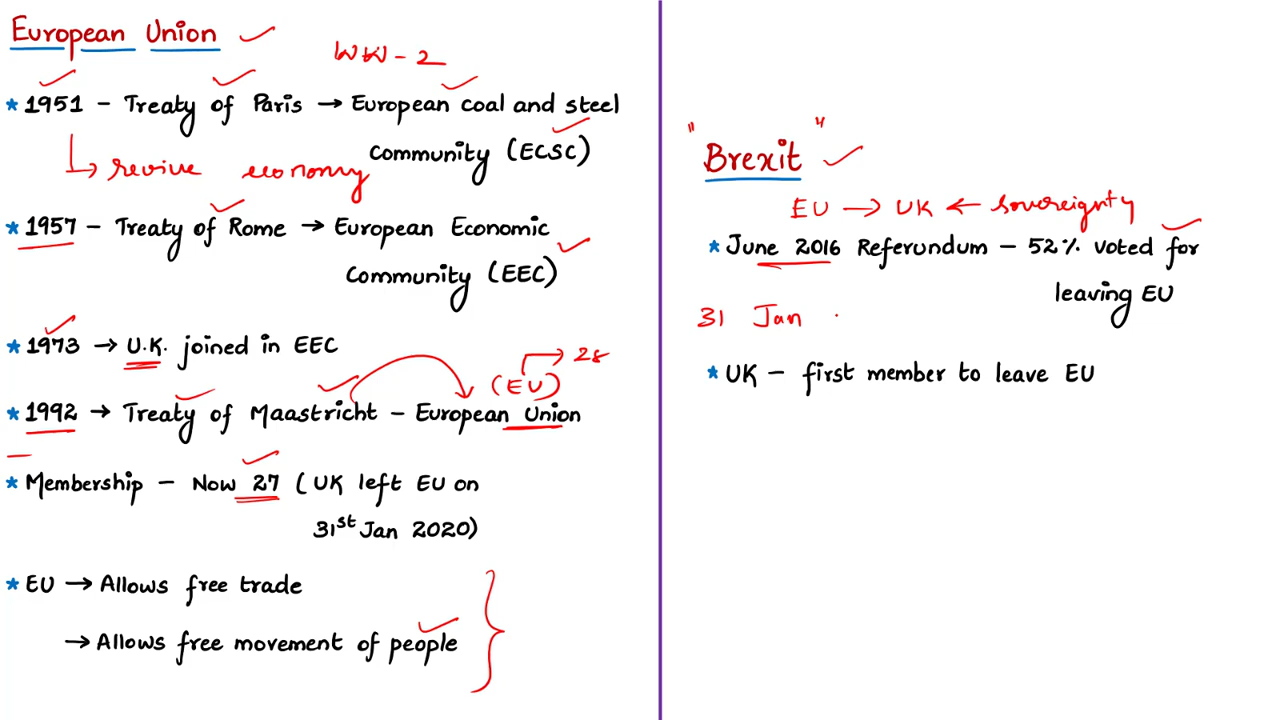 European Union
WW-2
* 1951 - Treaty of Paris → European coal and steel
community (ECSC)
revive economy
* 1957 - Treaty of Rome → European Economic
Community (EEC)
* 1973 → U.K. joined in EEC
(EU) → 28
* 1992 → Treaty of Maastricht - European Union
* Membership - Now 27 (UK left EU on
31st Jan 2020)
* EU → Allows free trade
→ Allows free movement of people
"Brexit"
EU → UK ← sovereignty
* June 2016 Referundum - 52% voted for
leaving EU
31 Jan
* UK - first member to leave EU